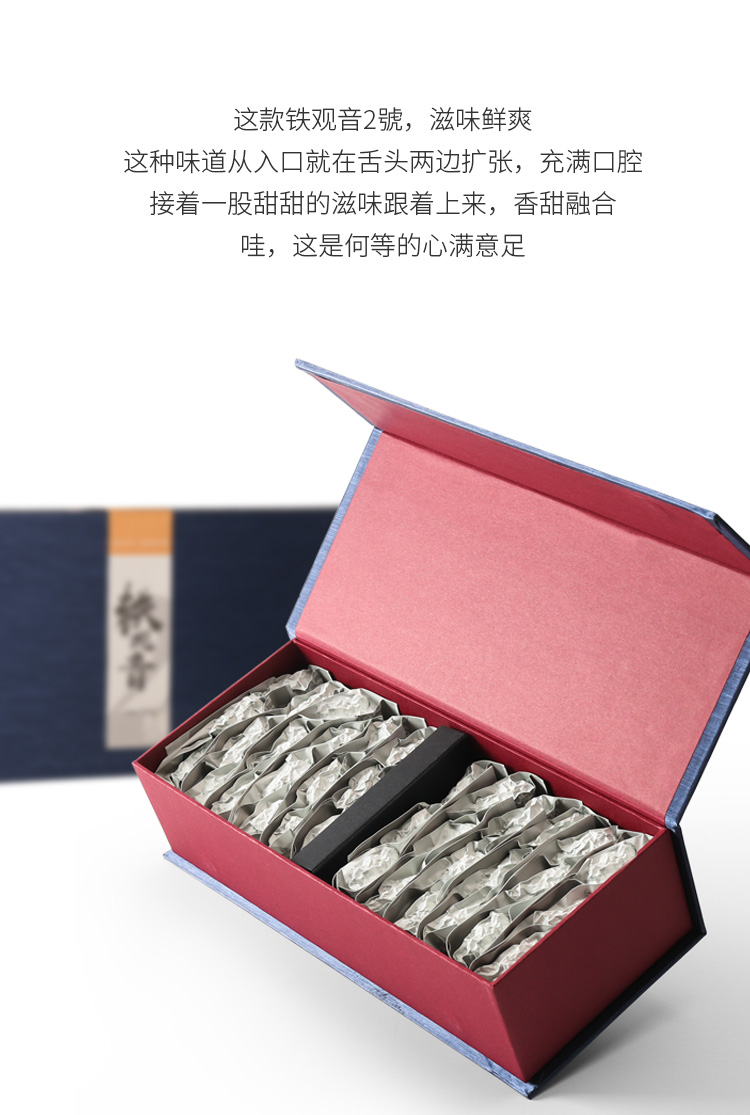 这款铁观音2號，滋味鲜爽
这种味道从入口就在舌头两边扩张，充满口腔
接着一股甜甜的滋味跟着上来，香甜融合
哇，这是何等的心满意足
铁观音